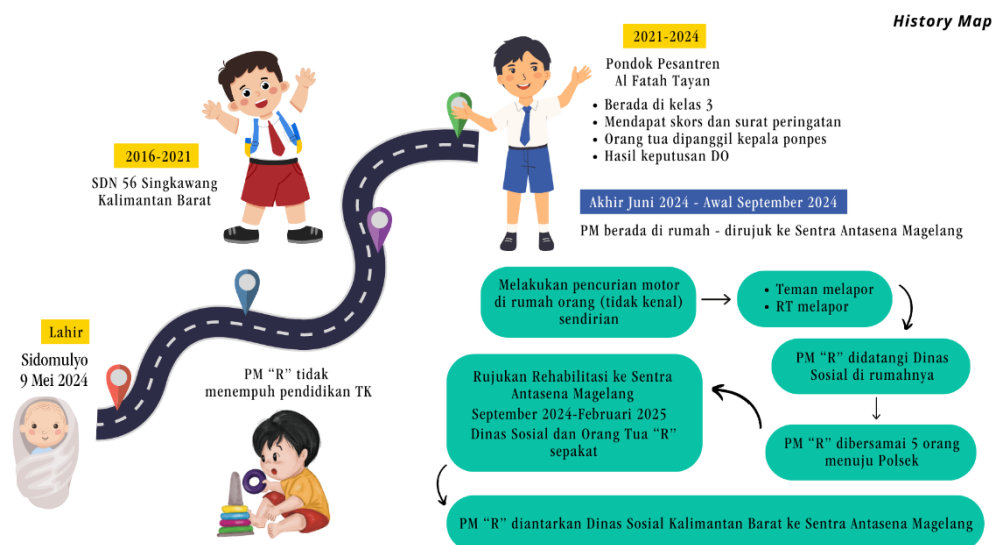 History Map
Lahir
Sidomulyo
9 Mei 2024
PM “R” tidak
menempuh pendidikan TK
2016-2021
SDN 56 Singkawang
Kalimantan Barat
2021-2024
Pondok Pesantren
Al Fatah Tayan
• Berada di kelas 3
• Mendapat skors dan surat peringatan
• Orang tua dipanggil kepala ponpes
• Hasil keputusan DO
Akhir Juni 2024 - Awal September 2024
PM berada di rumah - dirujuk ke Sentra Antasena Magelang
Melakukan pencurian motor
di rumah orang (tidak kenal)
sendirian
• Teman melapor
• RT melapor
PM “R” didatangi Dinas
Sosial di rumahnya
PM “R” dibersamai 5 orang
menuju Polsek
Rujukan Rehabilitasi ke Sentra
Antasena Magelang
September 2024-Februari 2025
Dinas Sosial dan Orang Tua “R”
sepakat
PM “R” diantarkan Dinas Sosial Kalimantan Barat ke Sentra Antasena Magelang